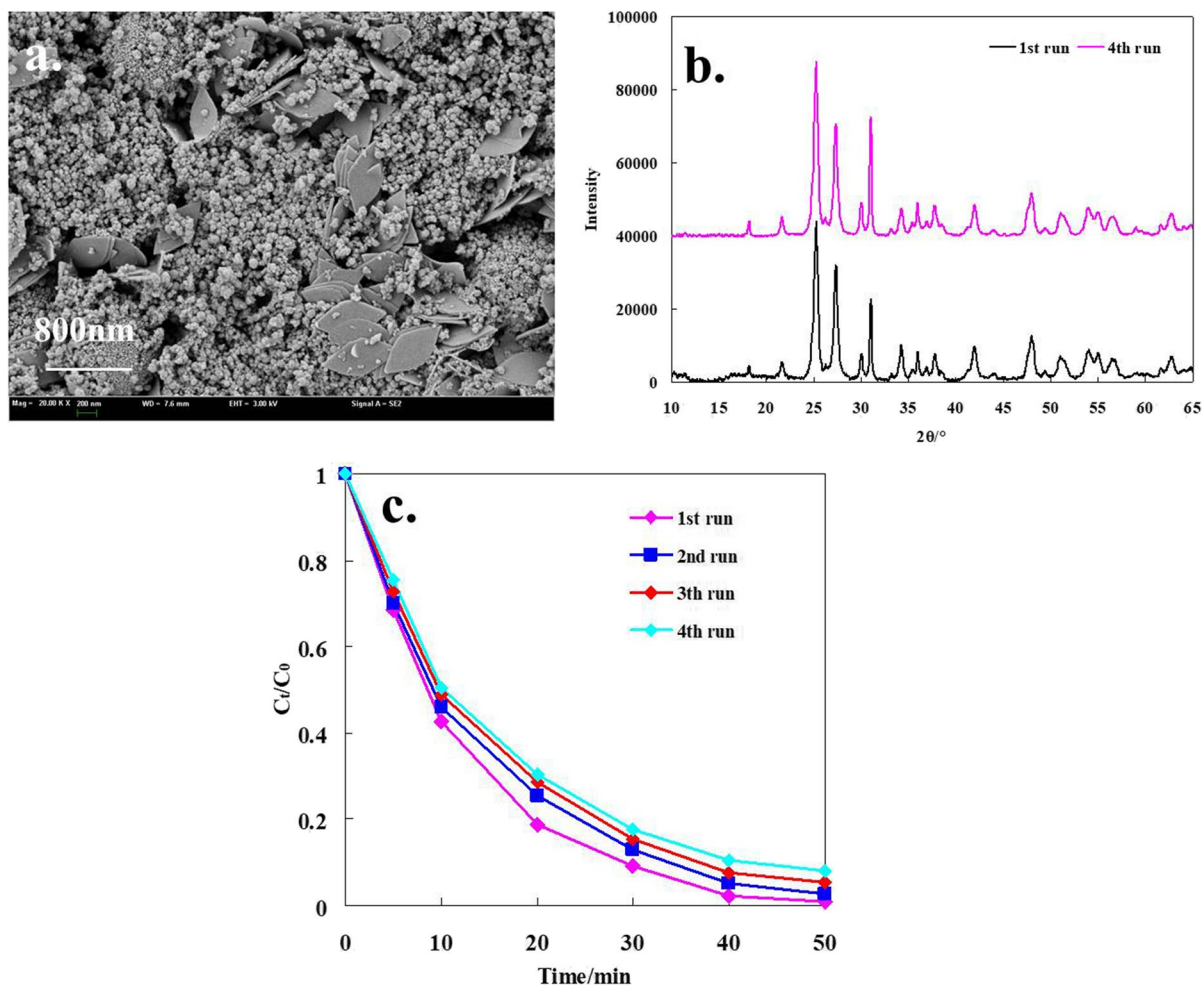 a.
800nm
Mag = 20.00 K X 200 nm WD = 7.6 mm EHT = 3.00 kV Signal A = SE2
b.
1st run 4th run
100000
80000
60000
40000
20000
0
Intensity
10 15 20 25 30 35 40 45 50 55 60 65
2θ/°
c.
1st run
2nd run
3th run
4th run
1
0.8
0.6
0.4
0.2
0
Ct/C0
0 10 20 30 40 50
Time/min